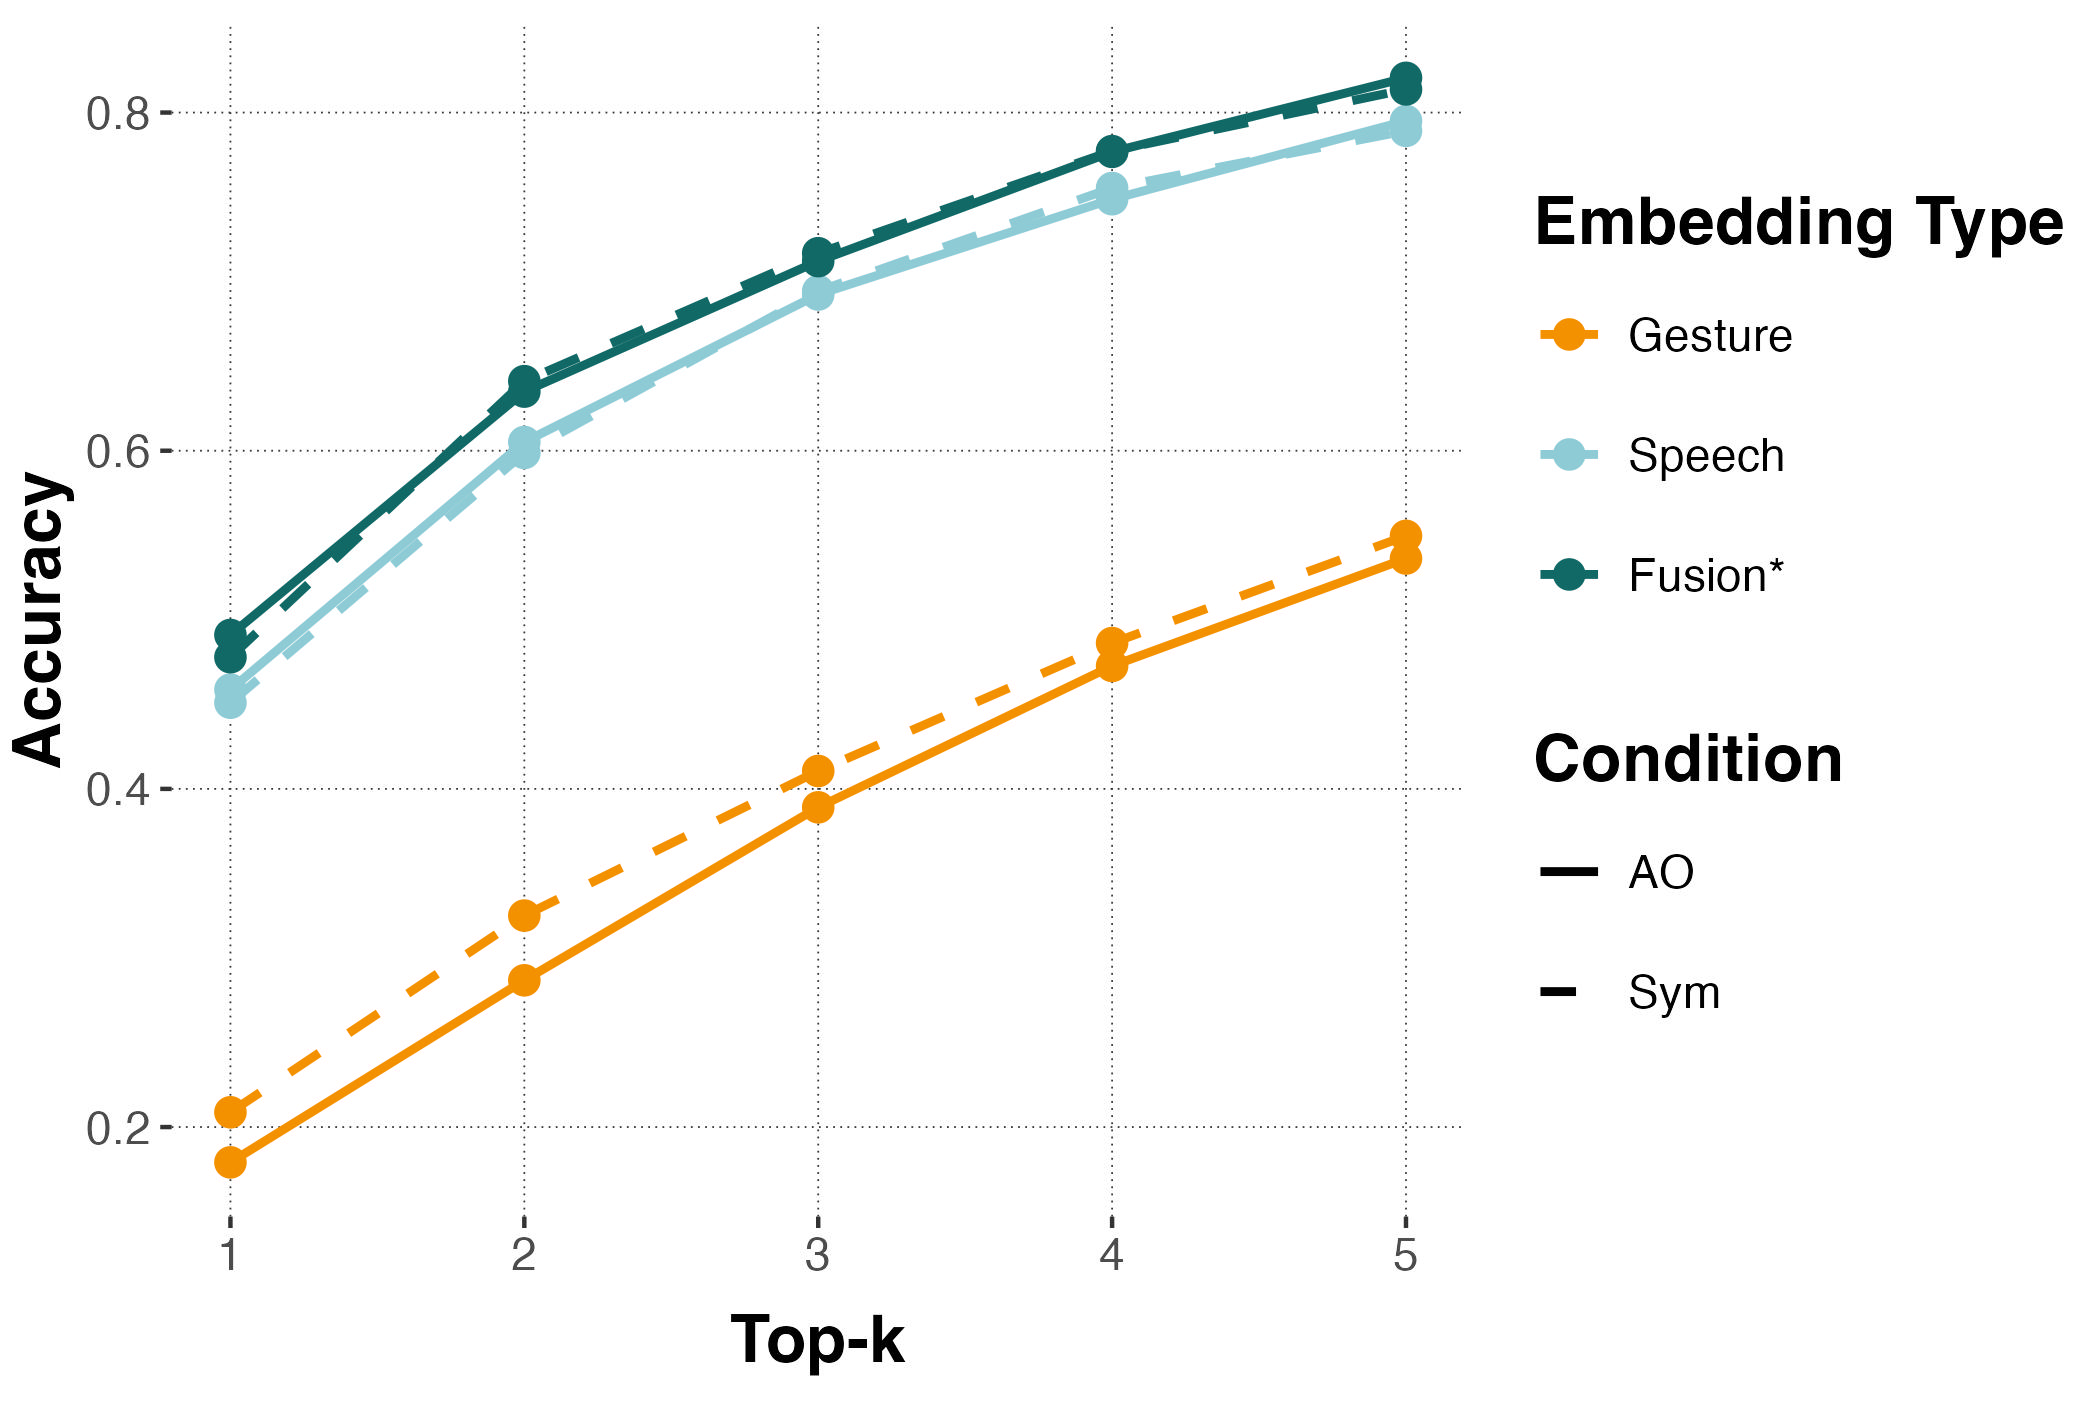 0.8
0.6
0.4
0.2
Accuracy
1 2 3 4 5
Top-k
Embedding Type
Gesture
Speech
Fusion*
Condition
AO
Sym